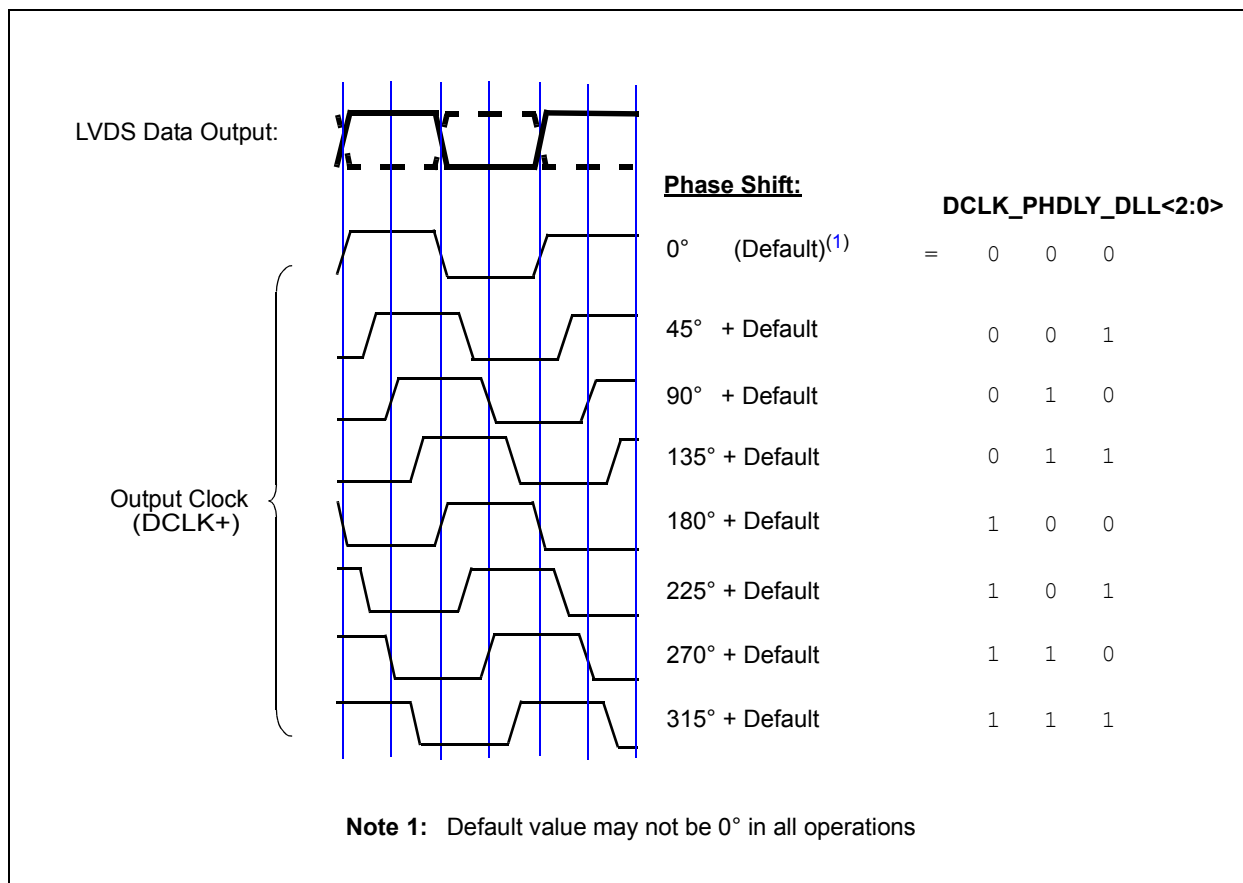 LVDS Data Output:
Phase Shift:
DCLK_PHDLY_DLL<2:0>
0° (Default)(1) = 0 0 0
45° + Default 0 0 1
90° + Default 0 1 0
135° + Default 0 1 1
Output Clock
(DCLK+)
180° + Default 1 0 0
225° + Default 1 0 1
270° + Default 1 1 0
315° + Default 1 1 1
Note 1: Default value may not be 0° in all operations